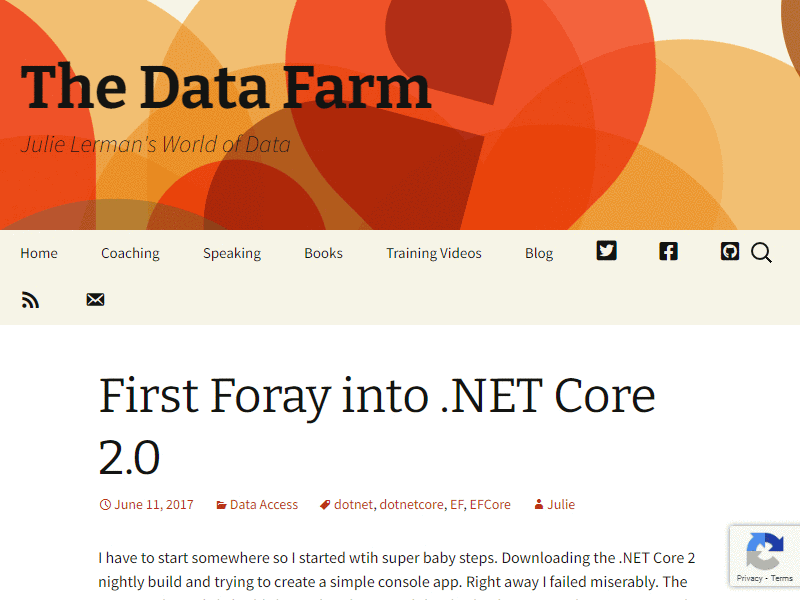 The Data Farm
Julie Lerman's World of Data
Home Coaching Speaking Books Training Videos Blog
First Foray into .NET Core
2.0
June 11, 2017 Data Access dotnet, dotnetcore, EF, EFCore Julie
I have to start somewhere so I started wtih super baby steps. Downloading the .NET Core 2
nightly build and trying to create a simple console app. Right away I failed miserably. The
Privacy - Terms